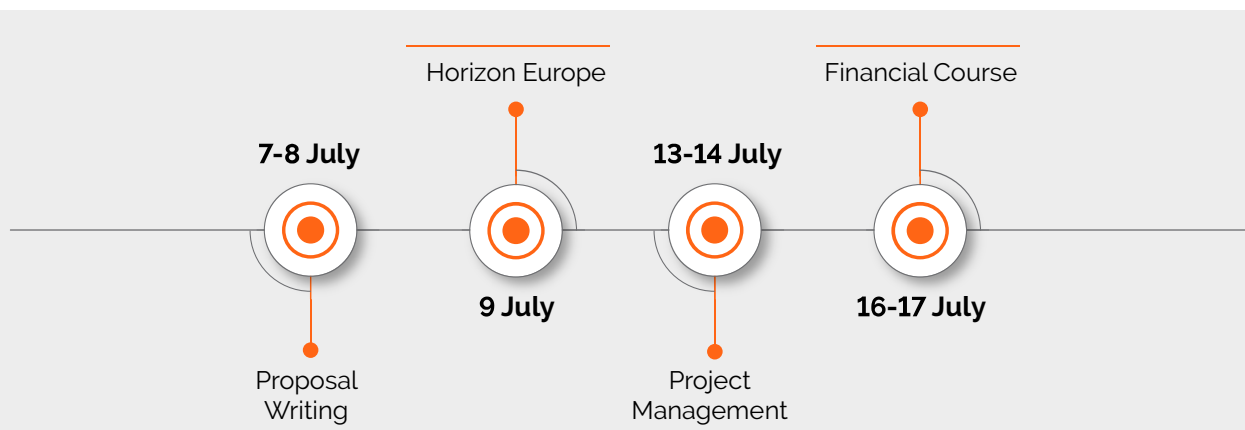 Horizon Europe
Financial Course
7-8 July
13-14 July
9 July
16-17 July
Proposal
Writing
Project
Management